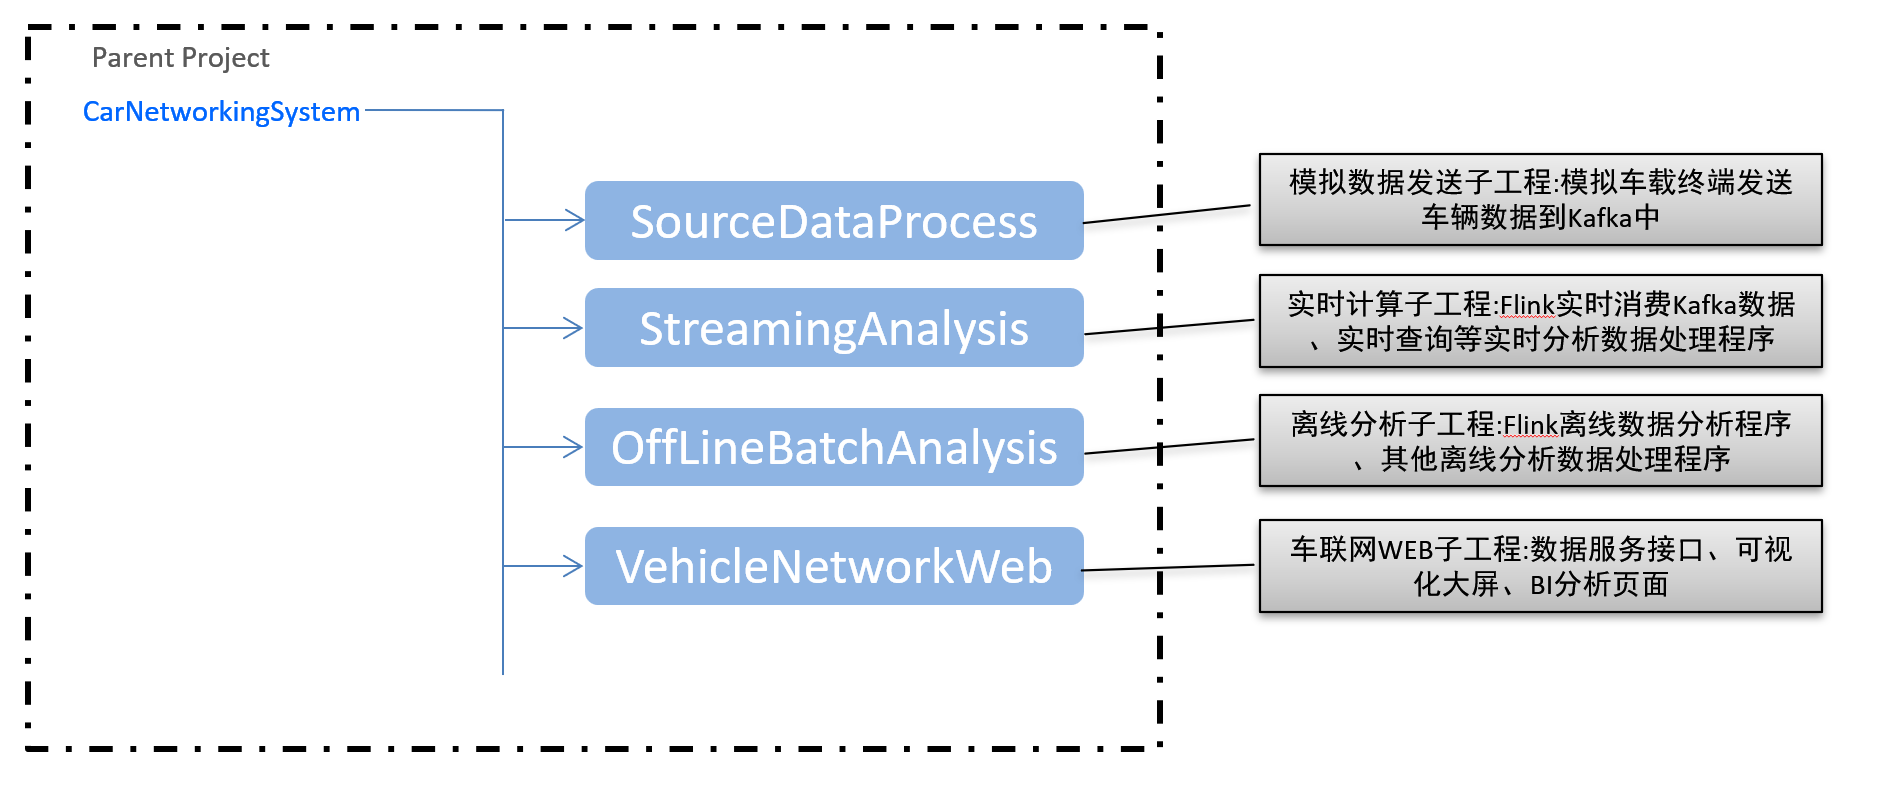 Parent Project
CarNetworkingSystem
SourceDataProcess
模拟数据发送子工程:模拟车载终端发送
车辆数据到Kafka中
StreamingAnalysis
实时计算子工程:Flink实时消费Kafka数据
、实时查询等实时分析数据处理程序
OffLineBatchAnalysis
离线分析子工程:Flink离线数据分析程序
、其他离线分析数据处理程序
VehicleNetworkWeb
车联网WEB子工程:数据服务接口、可视
化大屏、BI分析页面